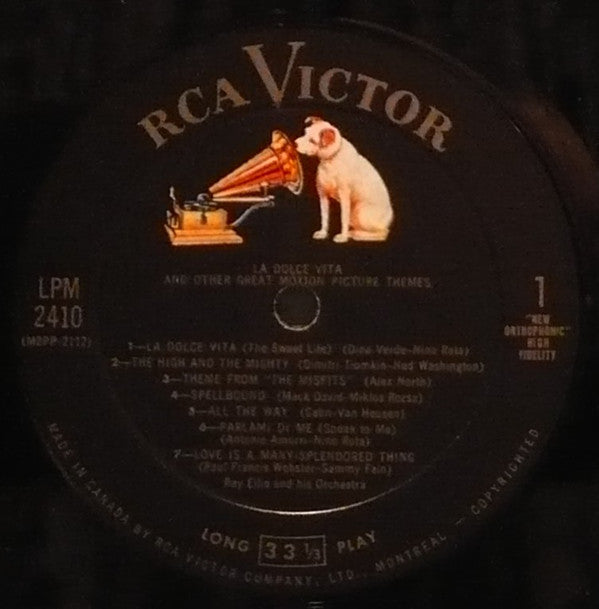 RCA VICTOR
LA DOLCE VITA
AND OTHER GREAT MOTION PICTURE THEMES
LPM
2410
1
"NEW
ORTHOPHONIC"
HIGH
FIDELITY
1—LA DOLCE VITA (The Sweet Life) (Dino Verde-Nino Rota)
2—THE HIGH AND THE MIGHTY (Dimitri Tiomkin-Ned Washington)
3—THEME FROM "THE MISFITS" (Alex North)
4—SPELLBOUND (Mack David-Miklos Rozsa)
5—ALL THE WAY (Cahn-Van Heusen)
6—PARLAMI DI ME (Speak to Me)
Nino Rota)
7—LOVE IS A MANY-SPLENDORED THING
(Paul Francis Webster-Sammy Fain)
Ray Ellis and his Orchestra
LONG 33 1/3 PLAY
MADE IN CANADA BY RCA VICTOR COMPANY, LTD., MONTREAL — COPYRIGHTED